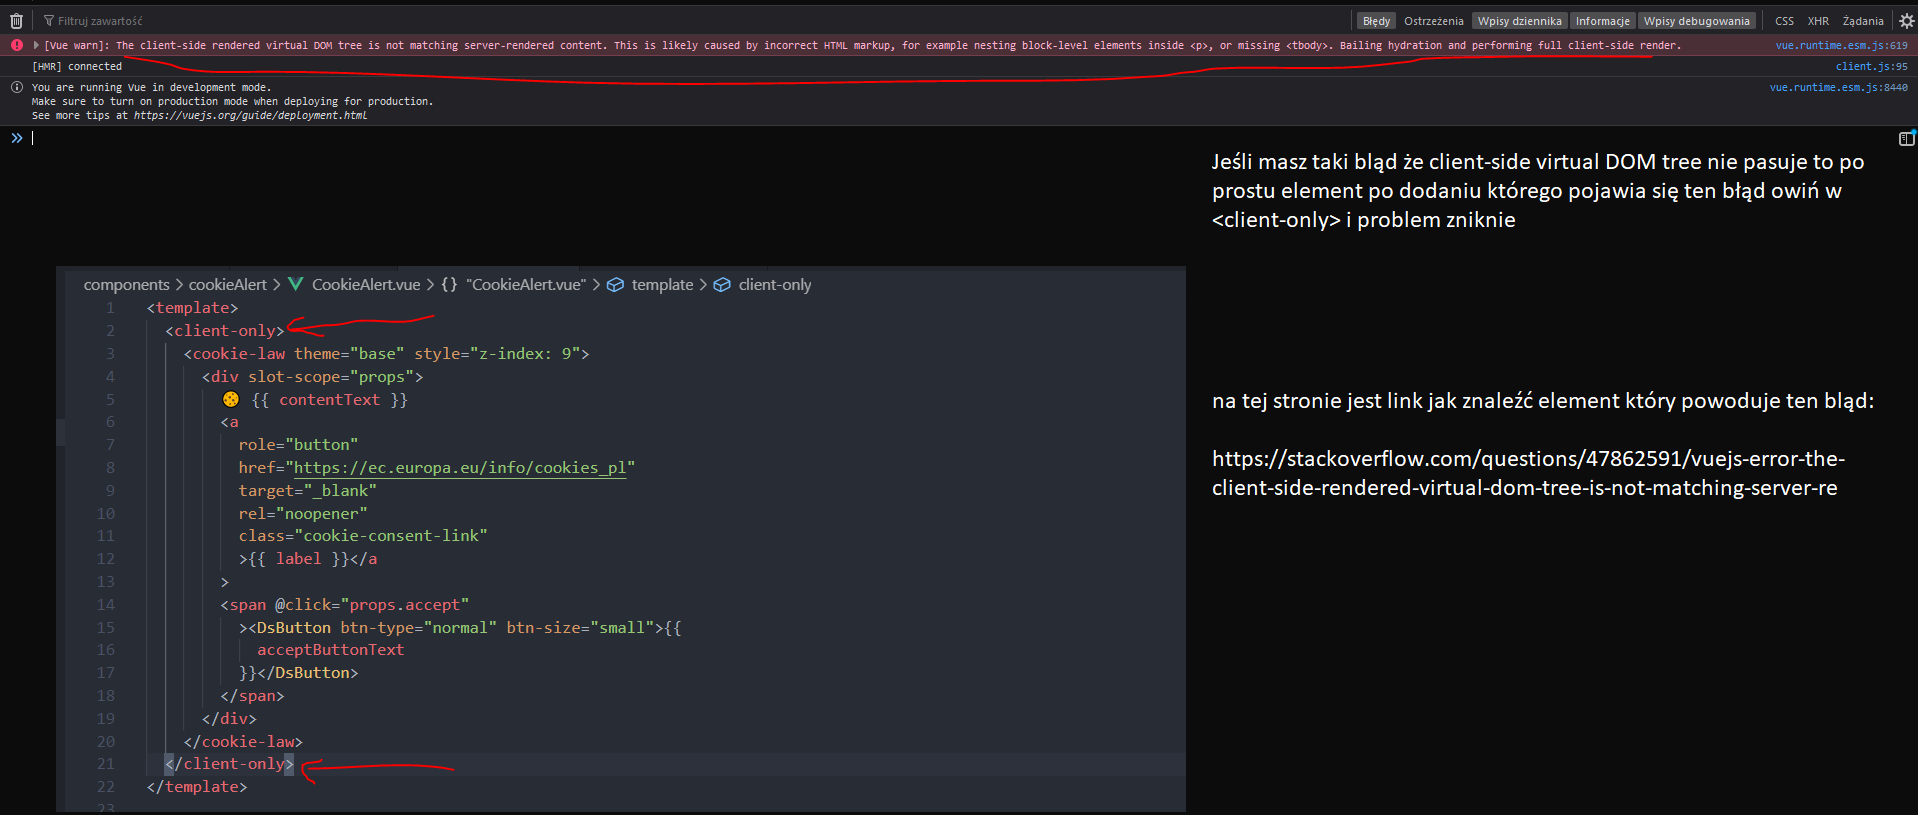 Filtruj zawartość
Błędy Ostrzeżenia Wpisy dziennika Informacje Wpisy debugowania CSS XHR Żądania
[Vue warn]: The client-side rendered virtual DOM tree is not matching server-rendered content. This is likely caused by incorrect HTML markup, for example nesting block-level elements inside <p>, or missing <tbody>. Bailing hydration and performing full client-side render. vue.runtime.esm.js:619
[HMR] connected client.js:95
You are running Vue in development mode. vue.runtime.esm.js:8440
Make sure to turn on production mode when deploying for production.
See more tips at https://vuejs.org/guide/deployment.html
Jeśli masz taki bląd że client-side virtual DOM tree nie pasuje to po
prostu element po dodaniu którego pojawia się ten błąd owiń w
<client-only> i problem zniknie
components > cookieAlert > CookieAlert.vue > {} "CookieAlert.vue" > template > client-only
1 <template>
2 <client-only>
3 <cookie-law theme="base" style="z-index: 9">
4 <div slot-scope="props">
5 🍪 {{ contentText }}
6 <a
7 role="button"
8 href="https://ec.europa.eu/info/cookies_pl"
9 target="_blank"
10 rel="noopener"
11 class="cookie-consent-link"
12 >{{ label }}</a
13 >
14 <span @click="props.accept"
15 ><DsButton btn-type="normal" btn-size="small">{{
16 acceptButtonText
17 }}</DsButton>
18 </span>
19 </div>
20 </cookie-law>
21 </client-only>
22 </template>
23
na tej stronie jest link jak znaleźć element który powoduje ten bląd:
https://stackoverflow.com/questions/47862591/vuejs-error-the-
client-side-rendered-virtual-dom-tree-is-not-matching-server-re